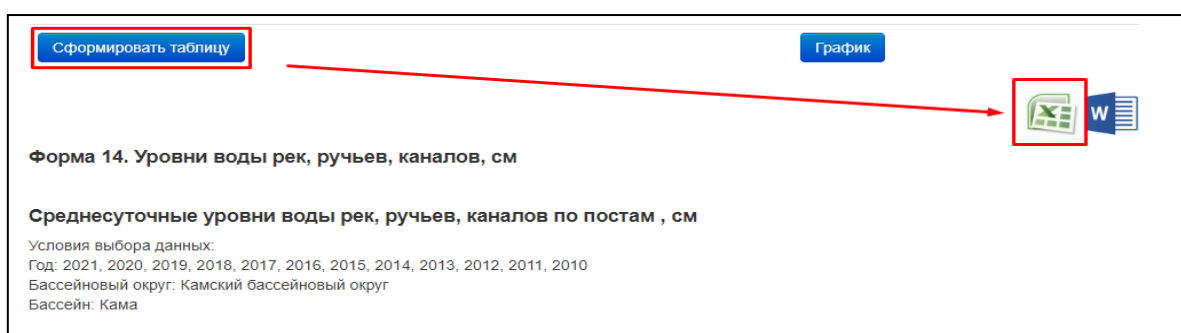 Сформировать таблицу
График
X
W
Форма 14. Уровни воды рек, ручьев, каналов, см
Среднесуточные уровни воды рек, ручьев, каналов по постам , см
Условия выбора данных:
Год: 2021, 2020, 2019, 2018, 2017, 2016, 2015, 2014, 2013, 2012, 2011, 2010
Бассейновый округ: Камский бассейновый округ
Бассейн: Кама